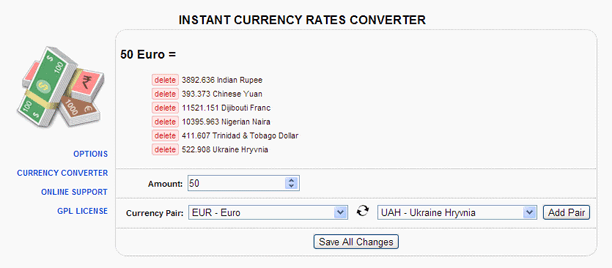 INSTANT CURRENCY RATES CONVERTER
50 Euro =
delete 3892.636 Indian Rupee
delete 393.373 Chinese Yuan
delete 11521.151 Djibouti Franc
delete 10395.963 Nigerian Naira
delete 411.607 Trinidad & Tobago Dollar
delete 522.908 Ukraine Hryvnia
100
100
1000
OPTIONS
CURRENCY CONVERTER
ONLINE SUPPORT
GPL LICENSE
Amount: 50
Currency Pair: EUR - Euro UAH - Ukraine Hryvnia Add Pair
Save All Changes